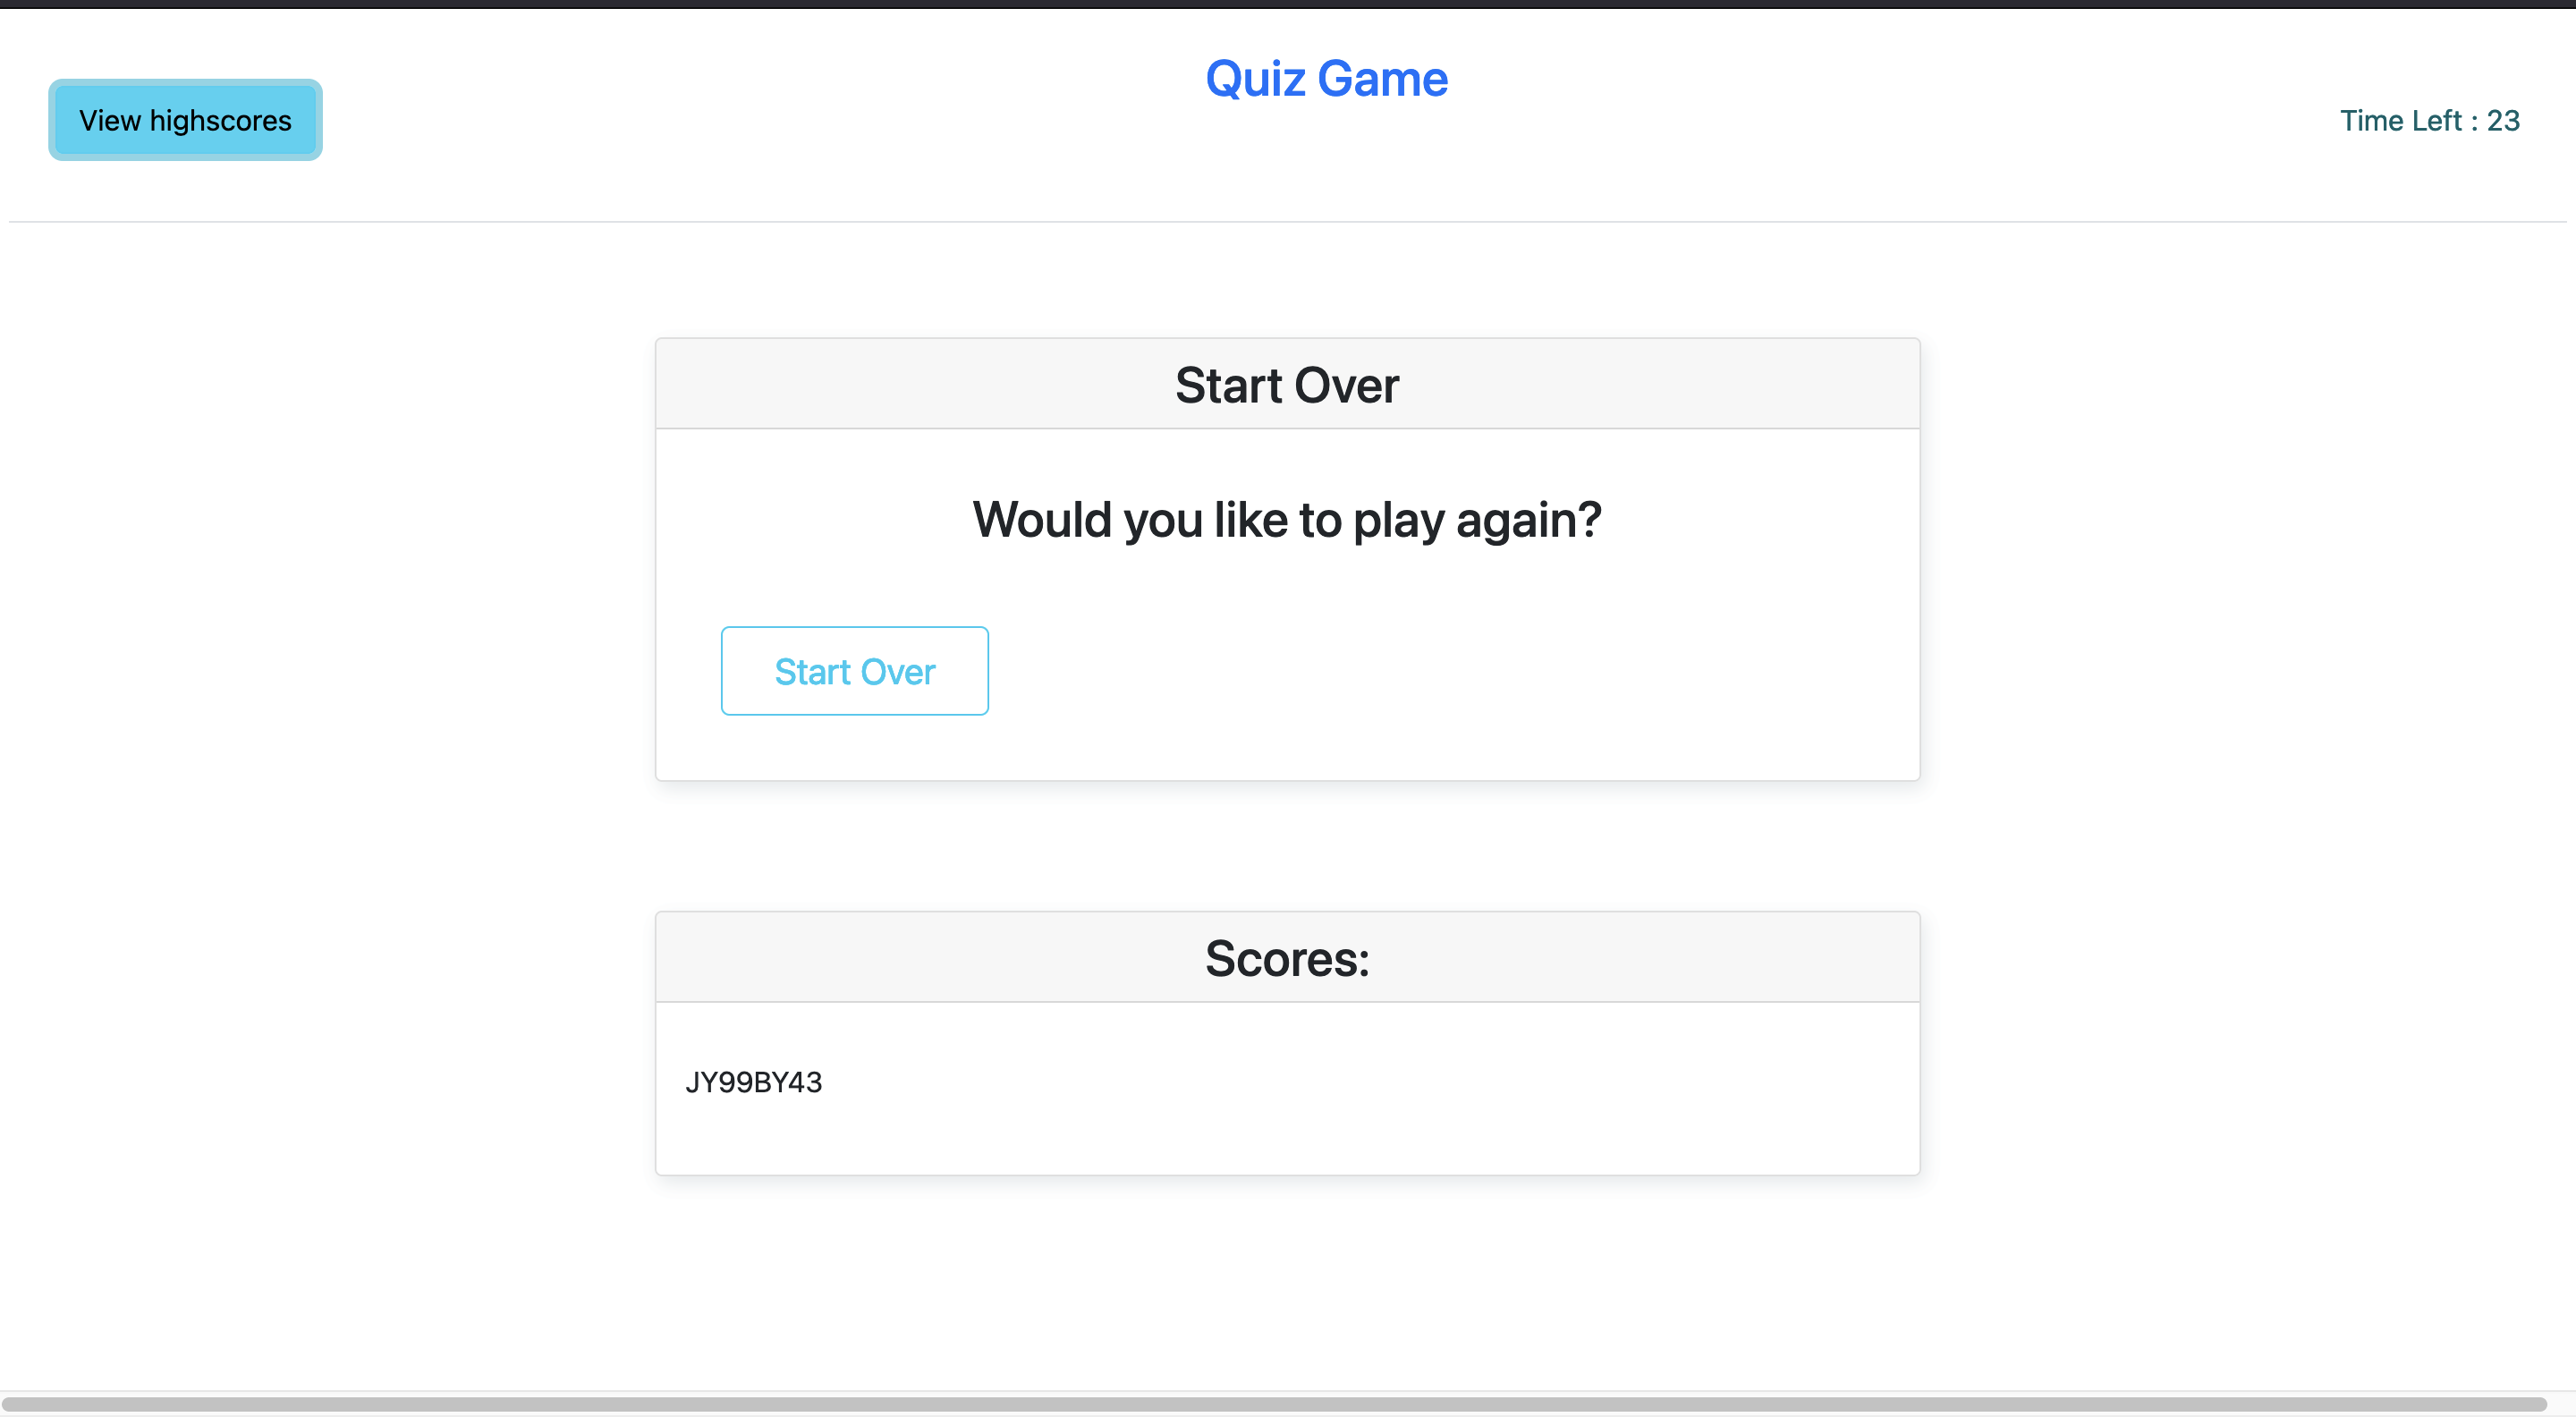 Quiz Game
View highscores
Time Left : 23
Start Over
Would you like to play again?
Start Over
Scores:
JY99BY43